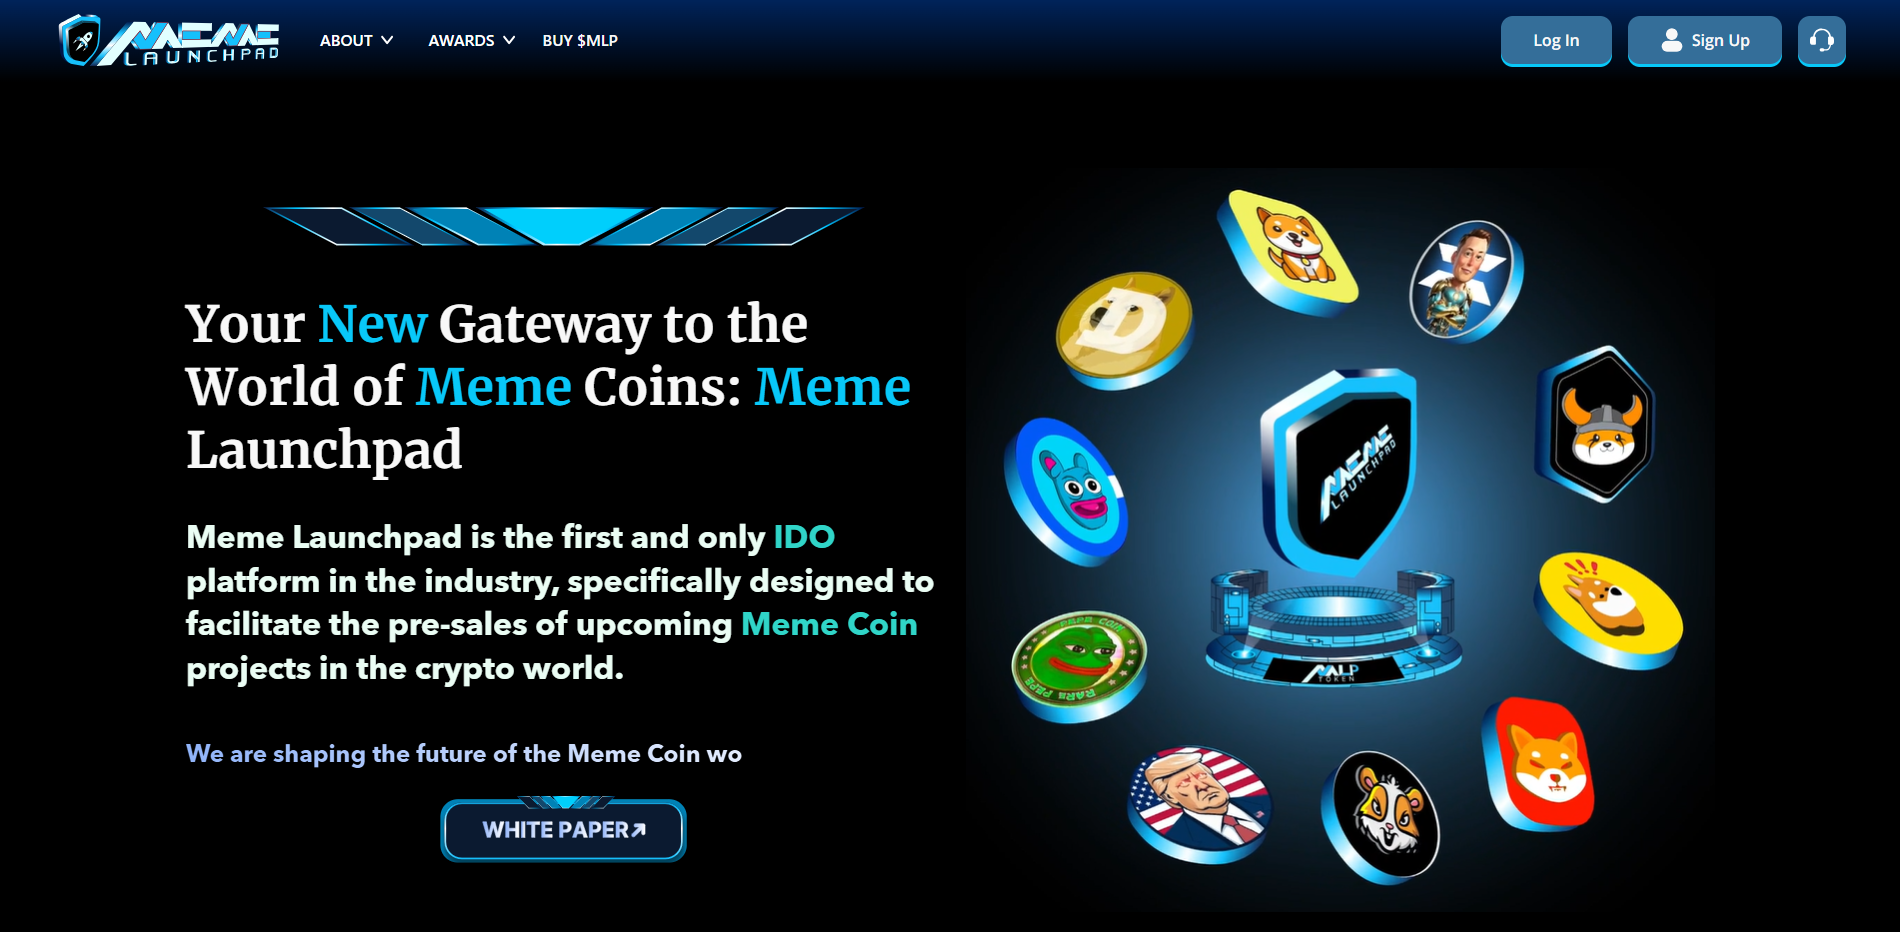 MEME
LAUNCHPAD
ABOUT
AWARDS
BUY $MLP
Log In
Sign Up
Your New Gateway to the
World of Meme Coins: Meme
Launchpad
Meme Launchpad is the first and only IDO
platform in the industry, specifically designed to
facilitate the pre-sales of upcoming Meme Coin
projects in the crypto world.
We are shaping the future of the Meme Coin wo
WHITE PAPER
D
MEME
LAUNCHPAD
PEPE COIN
RARE PEPE
MLP
TOKEN